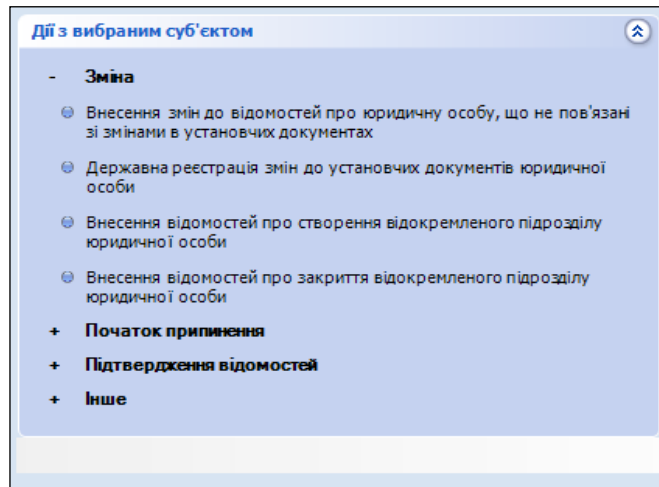 Дії з вибраним суб'єктом
- Зміна
Внесення змін до відомостей про юридичну особу, що не пов'язані
зі змінами в установчих документах
Державна реєстрація змін до установчих документів юридичної
особи
Внесення відомостей про створення відокремленого підрозділу
юридичної особи
Внесення відомостей про закриття відокремленого підрозділу
юридичної особи
+ Початок припинення
+ Підтвердження відомостей
+ Інше